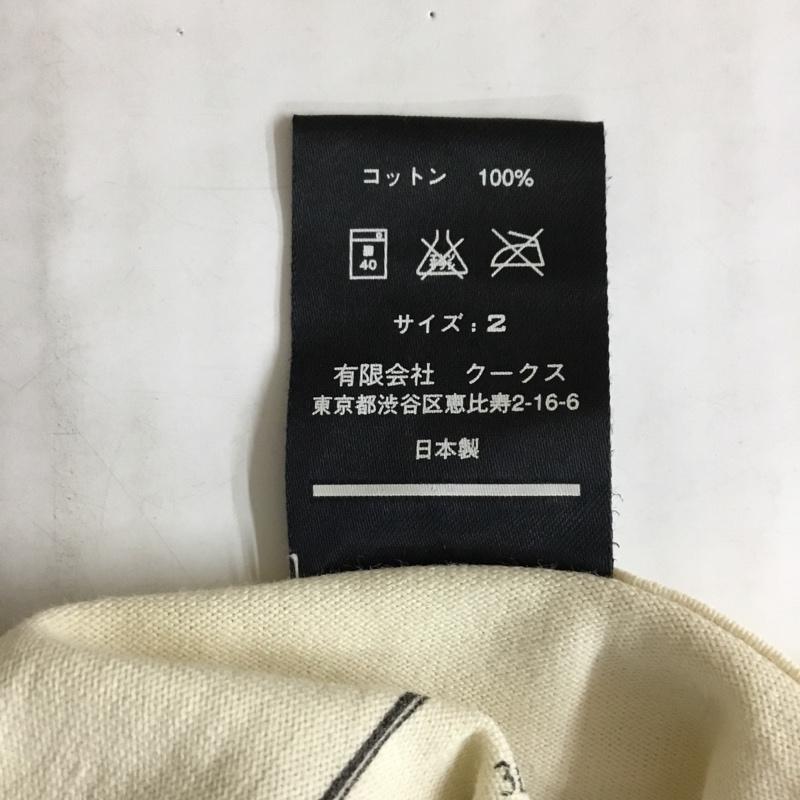 コットン 100%
40
サイズ：2
有限会社 クークス
東京都渋谷区恵比寿2-16-6
日本製